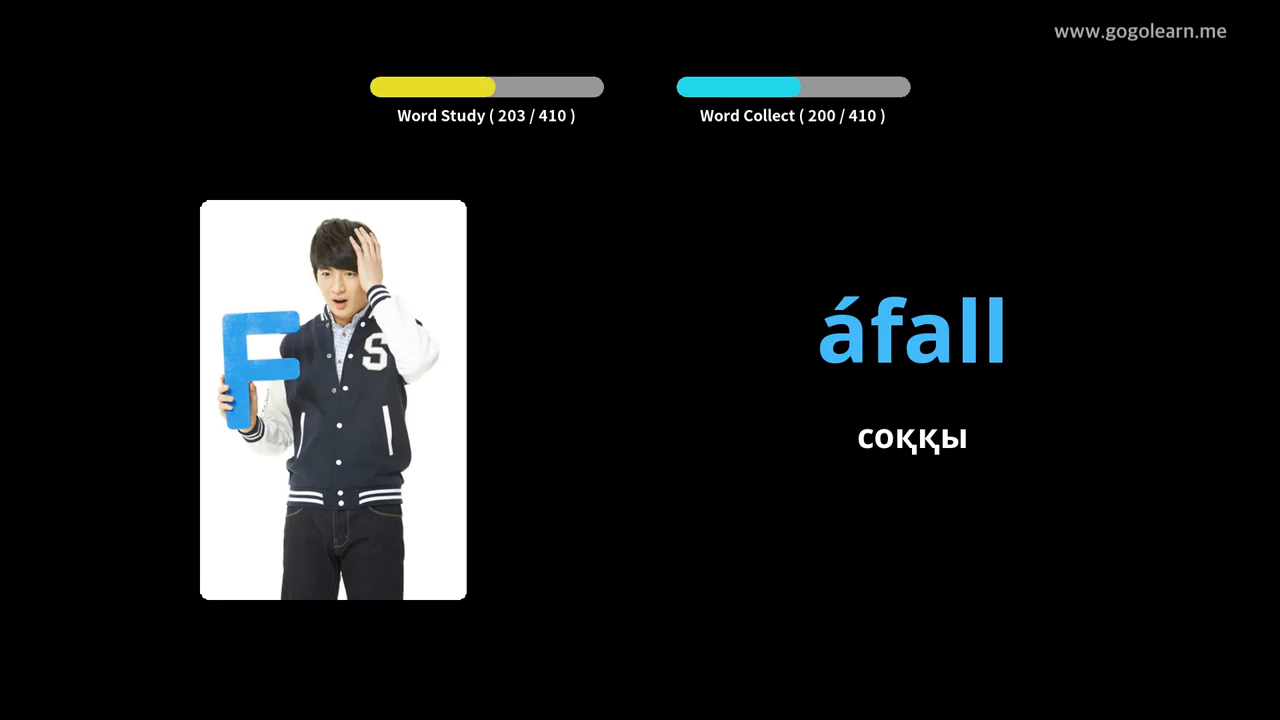 www.gogolearn.me
Word Study ( 203 / 410 )
Word Collect ( 200 / 410 )
S
F
áfall
соққы